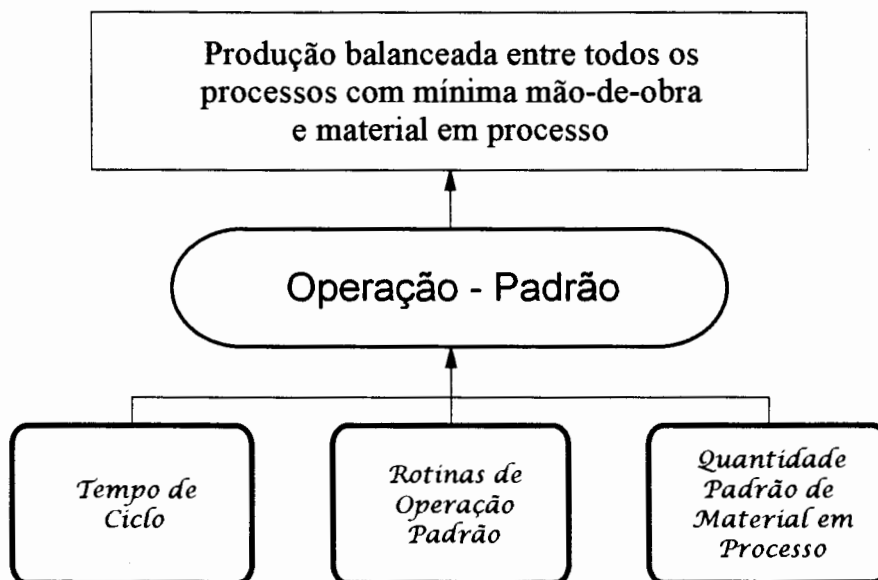 Produção balanceada entre todos os
processos com mínima mão-de-obra
e material em processo
Operação - Padrão
Tempo de
Ciclo
Rotinas de
Operação
Padrão
Quantidade
Padrão de
Material em
Processo